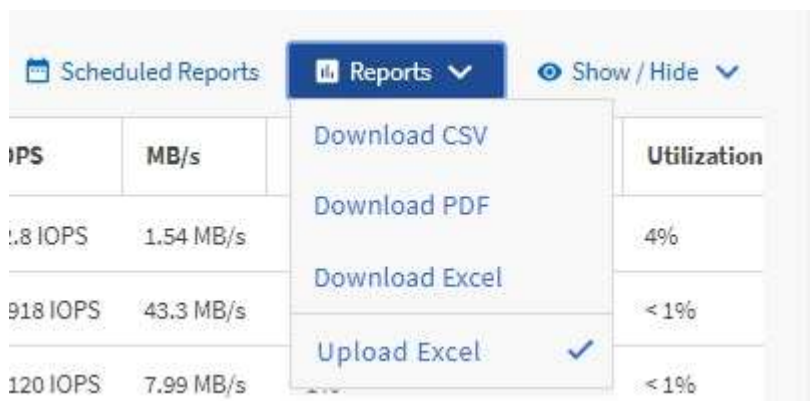 Scheduled Reports Reports Show / Hide
MB/s Utilization
Download CSV
1.54 MB/s 4%
Download PDF
Download Excel
918 IOPS 43.3 MB/s < 1%
Upload Excel
120 IOPS 7.99 MB/s < 1%